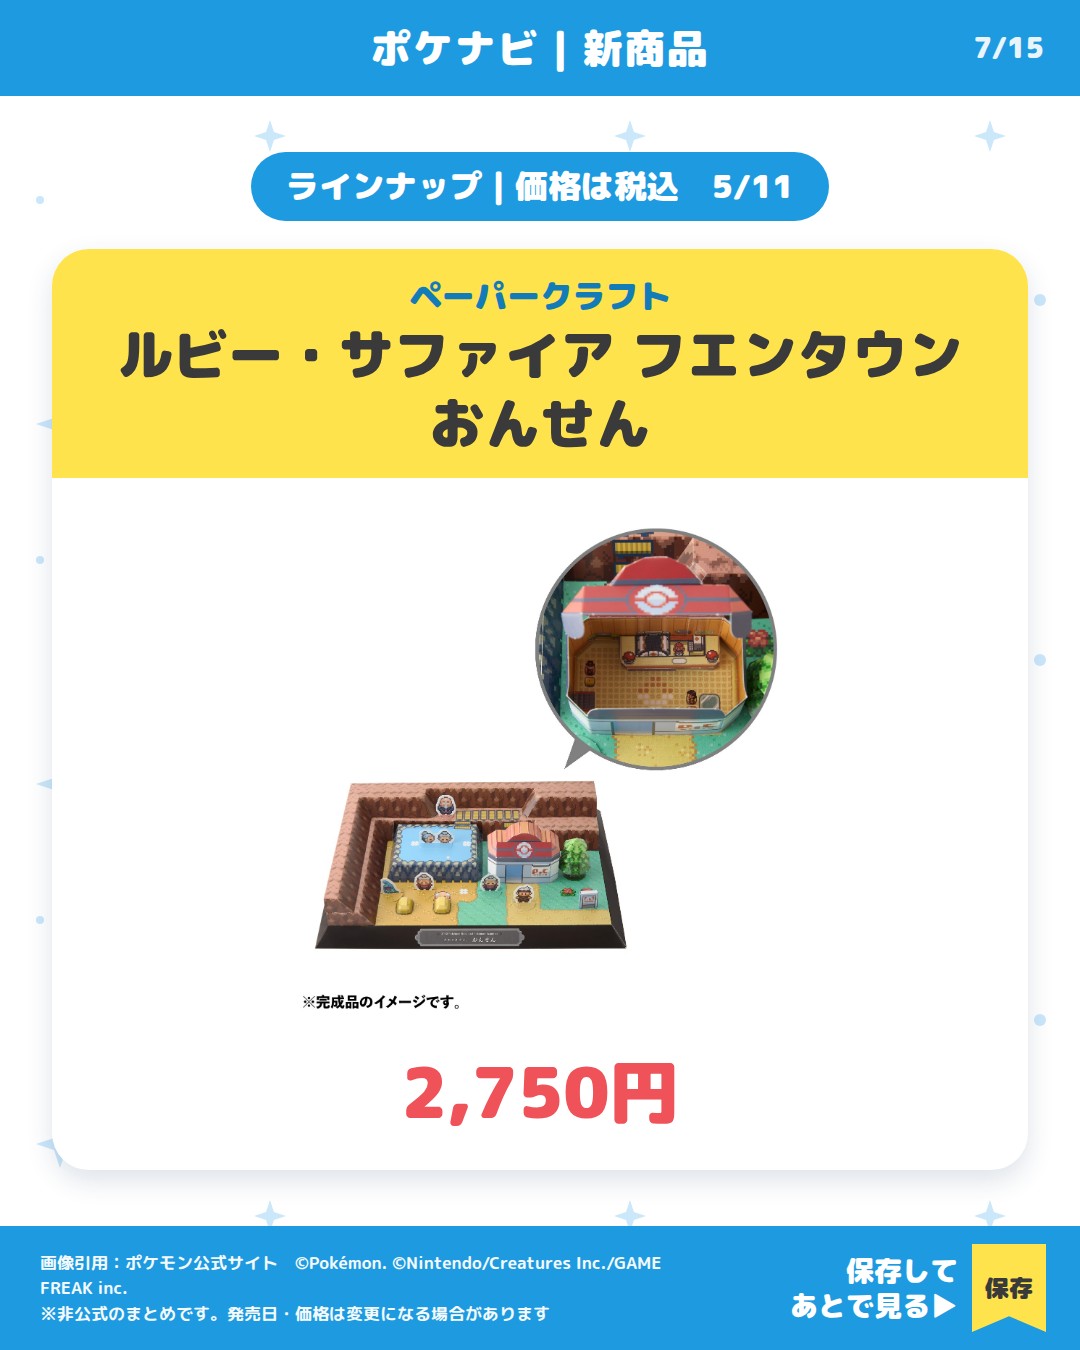 ポケナビ | 新商品
7/15
ラインナップ | 価格は税込　5/11
ペーパークラフト
ルビー・サファイア フエンタウン
おんせん
P.C
おんせん
※完成品のイメージです。
2,750円
画像引用：ポケモン公式サイト　©Pokémon. ©Nintendo/Creatures Inc./GAME
FREAK inc.
※非公式のまとめです。発売日・価格は変更になる場合があります
保存して
あとで見る▶
保存